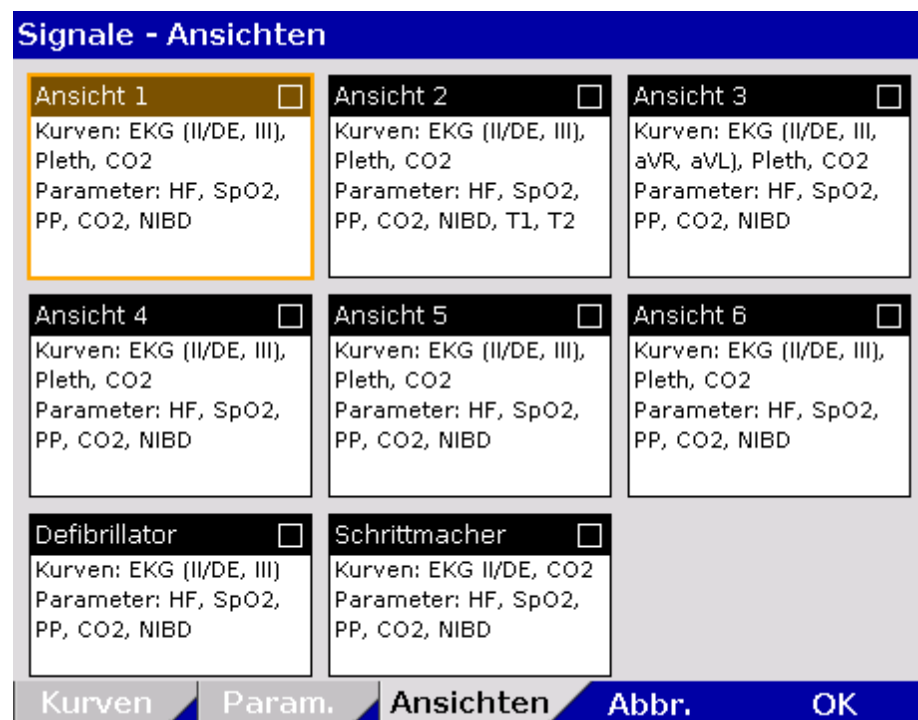 Signale - Ansichten
Ansicht 1
Kurven: EKG (II/DE, III),
Pleth, CO2
Parameter: HF, SpO2,
PP, CO2, NIBD
Ansicht 2
Kurven: EKG (II/DE, III),
Pleth, CO2
Parameter: HF, SpO2,
PP, CO2, NIBD, T1, T2
Ansicht 3
Kurven: EKG (II/DE, III,
aVR, aVL), Pleth, CO2
Parameter: HF, SpO2,
PP, CO2, NIBD
Ansicht 4
Kurven: EKG (II/DE, III),
Pleth, CO2
Parameter: HF, SpO2,
PP, CO2, NIBD
Ansicht 5
Kurven: EKG (II/DE, III),
Pleth, CO2
Parameter: HF, SpO2,
PP, CO2, NIBD
Ansicht 6
Kurven: EKG (II/DE, III),
Pleth, CO2
Parameter: HF, SpO2,
PP, CO2, NIBD
Defibrillator
Kurven: EKG (II/DE, III)
Parameter: HF, SpO2,
PP, CO2, NIBD
Schrittmacher
Kurven: EKG II/DE, CO2
Parameter: HF, SpO2,
PP, CO2, NIBD
Kurven
Param.
Ansichten
Abbr.
OK